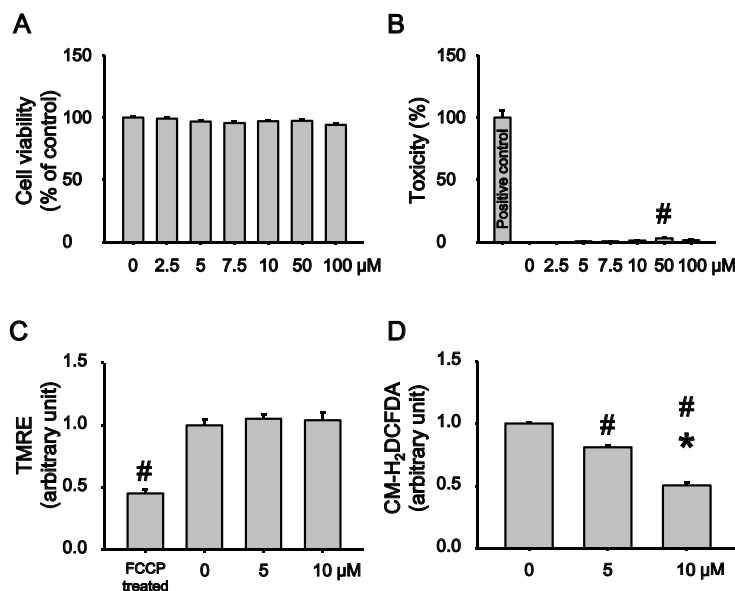 A
150
100
50
0
Cell viability
(% of control)
0 2.5 5 7.5 10 50 100 µM
B
150
100
50
0
Toxicity (%)
Positive control
#
0 2.5 5 7.5 10 50 100 µM
C
1.5
1.0
0.5
0.0
TMRE
(arbitrary unit)
#
FCCP
treated
0 5 10 µM
D
1.5
1.0
0.5
0.0
CM-H₂DCFDA
(arbitrary unit)
#
#
*
0 5 10 µM